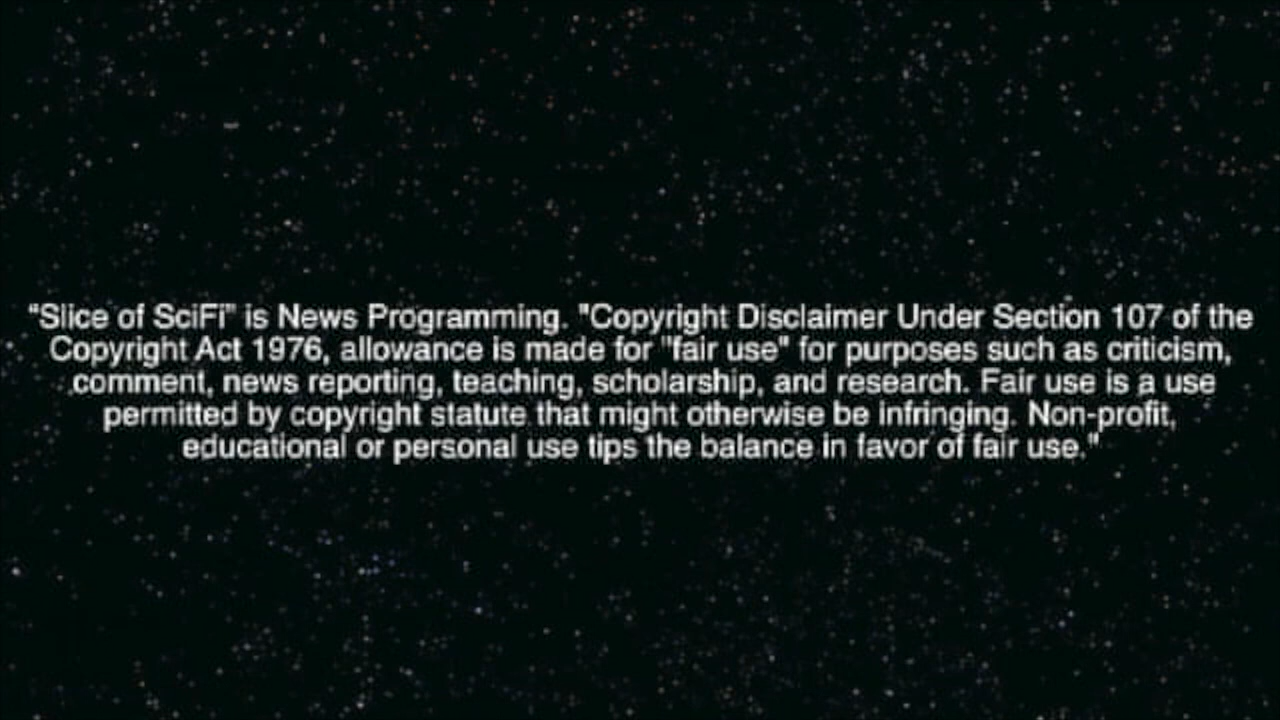 “Slice of SciFi” is News Programming. "Copyright Disclaimer Under Section 107 of the
Copyright Act 1976, allowance is made for "fair use" for purposes such as criticism,
comment, news reporting, teaching, scholarship, and research. Fair use is a use
permitted by copyright statute that might otherwise be infringing. Non-profit,
educational or personal use tips the balance in favor of fair use."